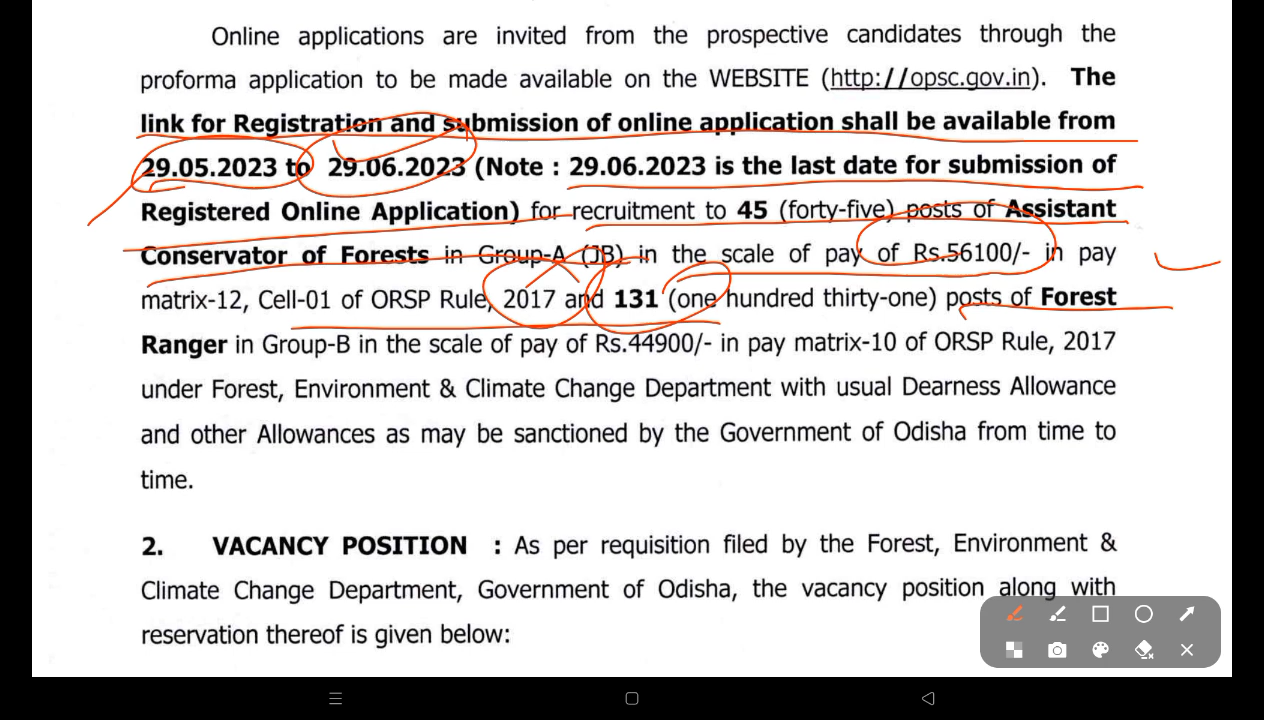 Online applications are invited from the prospective candidates through the
proforma application to be made available on the WEBSITE (http://opsc.gov.in). The
link for Registration and submission of online application shall be available from
29.05.2023 to 29.06.2023 (Note : 29.06.2023 is the last date for submission of
Registered Online Application) for recruitment to 45 (forty-five) posts of Assistant
Conservator of Forests in Group-A (JB) in the scale of pay of Rs.56100/- in pay
matrix-12, Cell-01 of ORSP Rule, 2017 and 131 (one hundred thirty-one) posts of Forest
Ranger in Group-B in the scale of pay of Rs.44900/- in pay matrix-10 of ORSP Rule, 2017
under Forest, Environment & Climate Change Department with usual Dearness Allowance
and other Allowances as may be sanctioned by the Government of Odisha from time to
time.
2. VACANCY POSITION : As per requisition filed by the Forest, Environment &
Climate Change Department, Government of Odisha, the vacancy position along with
reservation thereof is given below: